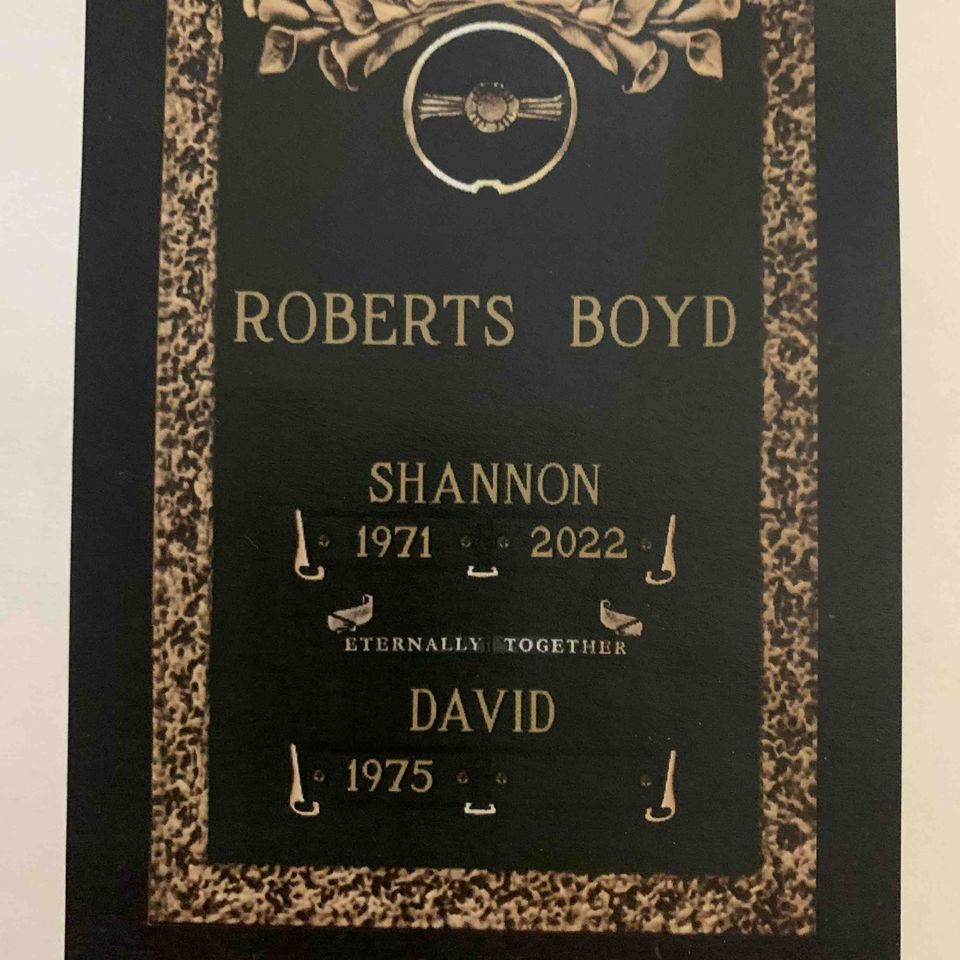 ROBERTS BOYD
SHANNON
1971 2022
ETERNALLY TOGETHER
DAVID
1975